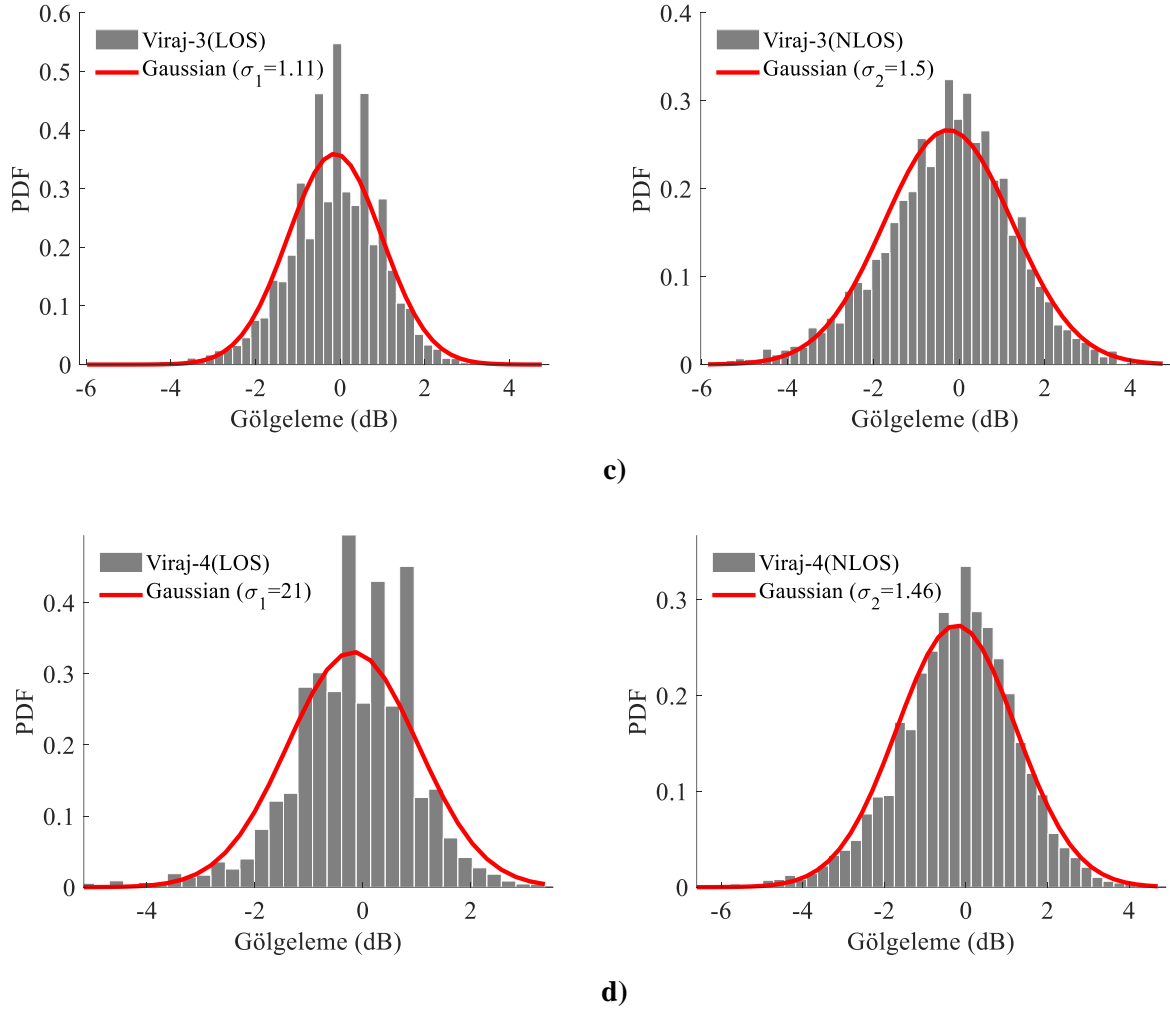 0.6
0.5
0.4
0.3
0.2
0.1
0
PDF
Viraj-3(LOS)
Gaussian (σ1=1.11)
-6 -4 -2 0 2 4
Gölgeleme (dB)
0.4
0.3
0.2
0.1
0
PDF
Viraj-3(NLOS)
Gaussian (σ2=1.5)
-6 -4 -2 0 2 4
Gölgeleme (dB)
c)
0.4
0.3
0.2
0.1
0
PDF
Viraj-4(LOS)
Gaussian (σ1=21)
-4 -2 0 2
Gölgeleme (dB)
0.3
0.2
0.1
0
PDF
Viraj-4(NLOS)
Gaussian (σ2=1.46)
-6 -4 -2 0 2 4
Gölgeleme (dB)
d)